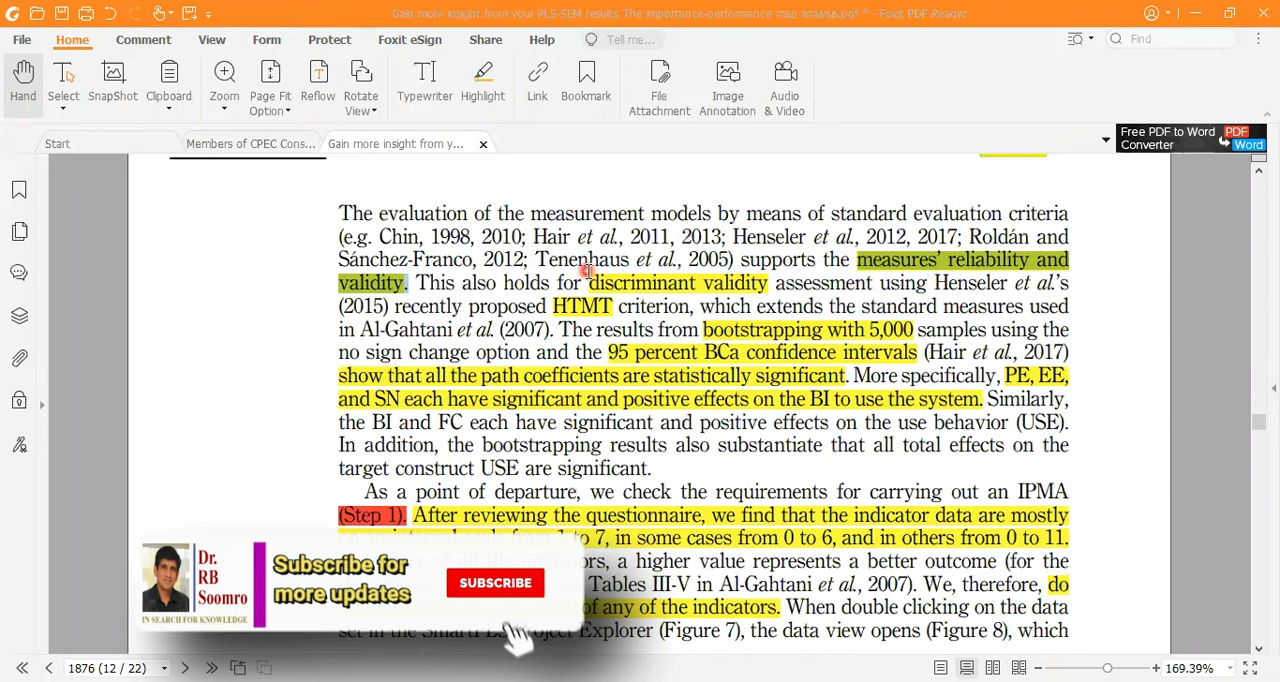 Gain more insight from your PLS-SEM results The importance-performance map analysis.pdf * - Foxit PDF Reader
File Home Comment View Form Protect Foxit eSign Share Help Tell me... Find
Hand Select SnapShot Clipboard Zoom Page Fit Option Reflow Rotate View Typewriter Highlight Link Bookmark File Attachment Image Annotation Audio & Video
Start Members of CPEC Cons... Gain more insight from y...
Free PDF to Word Converter PDF Word
The evaluation of the measurement models by means of standard evaluation criteria
(e.g. Chin, 1998, 2010; Hair et al., 2011, 2013; Henseler et al., 2012, 2017; Roldán and
Sánchez-Franco, 2012; Tenenhaus et al., 2005) supports the measures' reliability and
validity. This also holds for discriminant validity assessment using Henseler et al.'s
(2015) recently proposed HTMT criterion, which extends the standard measures used
in Al-Gahtani et al. (2007). The results from bootstrapping with 5,000 samples using the
no sign change option and the 95 percent BCa confidence intervals (Hair et al., 2017)
show that all the path coefficients are statistically significant. More specifically, PE, EE,
and SN each have significant and positive effects on the BI to use the system. Similarly,
the BI and FC each have significant and positive effects on the use behavior (USE).
In addition, the bootstrapping results also substantiate that all total effects on the
target construct USE are significant.
As a point of departure, we check the requirements for carrying out an IPMA
(Step 1). After reviewing the questionnaire, we find that the indicator data are mostly
to 7, in some cases from 0 to 6, and in others from 0 to 11.
a higher value represents a better outcome (for the
Tables III-V in Al-Gahtani et al., 2007). We, therefore, do
of any of the indicators. When double clicking on the data
Explorer (Figure 7), the data view opens (Figure 8), which
Dr.
RB
Soomro
IN SEARCH FOR KNOWLEDGE
Subscribe for
more updates
SUBSCRIBE
1876 (12 / 22) 169.39%